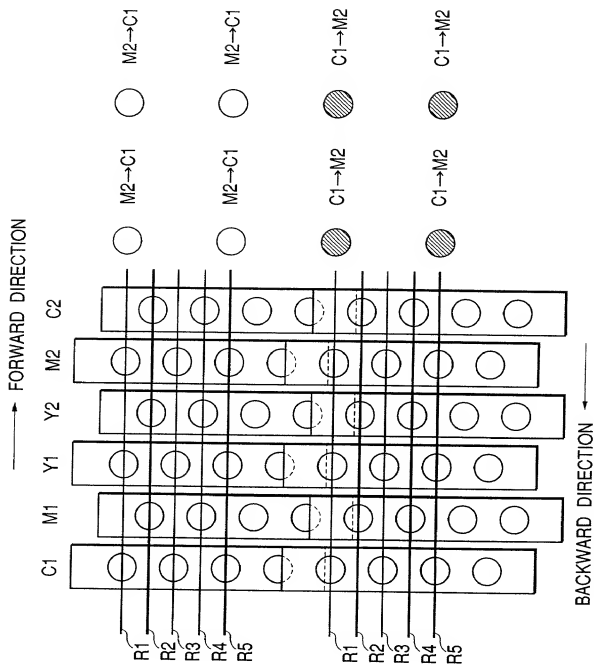 FORWARD DIRECTION
C1 M1 Y1 Y2 M2 C2
M2→C1 M2→C1
M2→C1 M2→C1
C1→M2 C1→M2
C1→M2 C1→M2
R1
R2
R3
R4
R5
R1
R2
R3
R4
R5
BACKWARD DIRECTION